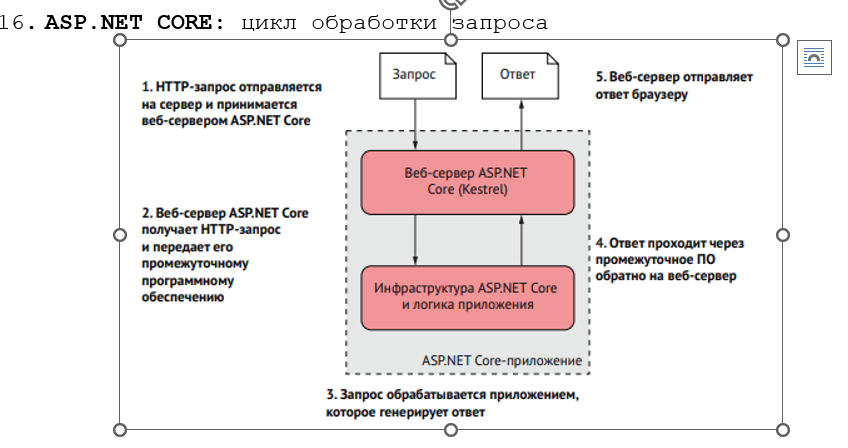 16. ASP.NET CORE: цикл обработки запроса
1. HTTP-запрос отправляется
на сервер и принимается
веб-сервером ASP.NET Core
Запрос
Ответ
5. Веб-сервер отправляет
ответ браузеру
Веб-сервер ASP.NET
Core (Kestrel)
2. Веб-сервер ASP.NET Core
получает HTTP-запрос
и передает его
промежуточному
программному
обеспечению
4. Ответ проходит через
промежуточное ПО
обратно на веб-сервер
Инфраструктура ASP.NET Core
и логика приложения
ASP.NET Core-приложение
3. Запрос обрабатывается приложением,
которое генерирует ответ